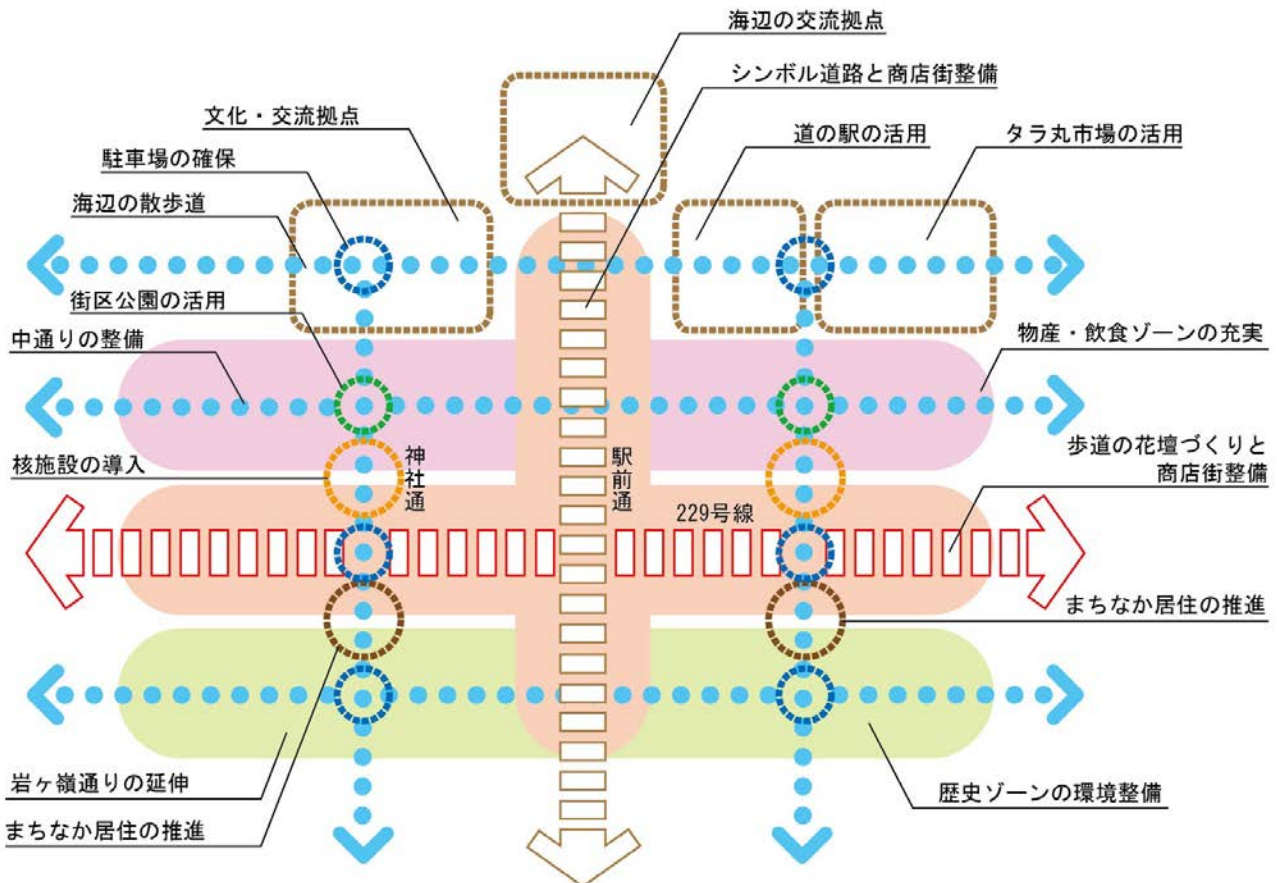 海辺の交流拠点
シンボル道路と商店街整備
文化・交流拠点
道の駅の活用
タラ丸市場の活用
駐車場の確保
海辺の散歩道
街区公園の活用
中通りの整備
物産・飲食ゾーンの充実
歩道の花壇づくりと
商店街整備
核施設の導入
神社通
駅前通
229号線
まちなか居住の推進
岩ヶ嶺通りの延伸
歴史ゾーンの環境整備
まちなか居住の推進